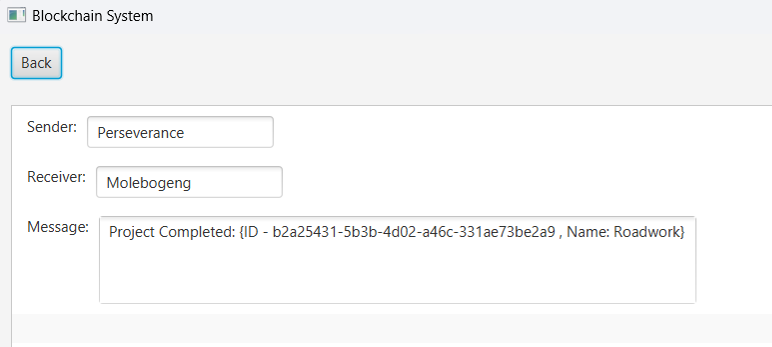 Blockchain System
Back
Sender: Perseverance
Receiver: Molebogeng
Message: Project Completed: {ID - b2a25431-5b3b-4d02-a46c-331ae73be2a9 , Name: Roadwork}